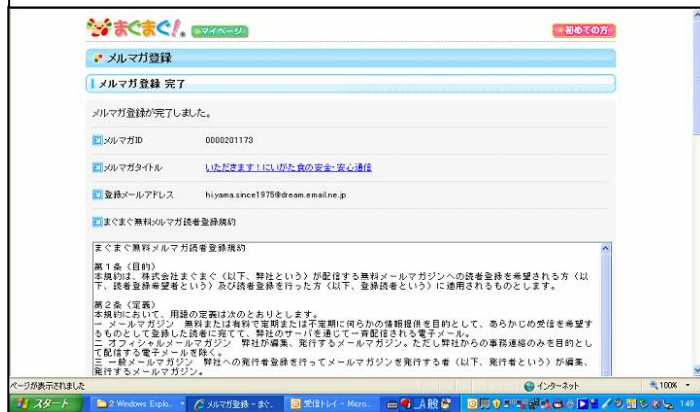 まぐまぐ!。 マイページ 初めての方
メルマガ登録
メルマガ登録 完了
メルマガ登録が完了しました。
メルマガID 0000201173
メルマガタイトル いただきます!にいがた食の安全・安心通信
登録メールアドレス hi.yama.since1975@dream.email.ne.jp
まぐまぐ無料メルマガ読者登録規約
まぐまぐ無料メルマガ読者登録規約
第1条(目的)
本規約は、株式会社まぐまぐ(以下、弊社という)が配信する無料メールマガジンへの読者登録を希望される方(以
下、読者登録希望者という)及び読者登録を行った方(以下、登録読者という)に適用されるものとします。
第2条(定義)
本規約において、用語の定義は次のとおりとします。
一 メールマガジン 無料または有料で定期または不定期に何らかの情報提供を目的として、あらかじめ受信を希望す
るものとして登録した読者に宛てて、弊社のサーバを通じて一斉配信される電子メール。
二 オフィシャルメールマガジン 弊社が編集、発行するメールマガジン。ただし弊社からの事務連絡のみを目的とし
て配信する電子メールを除く。
三 一般メールマガジン 弊社への発行者登録を行ってメールマガジンを発行する者(以下、発行者という)が編集、
発行するメールマガジン。
ページが表示されました インターネット 100%
スタート 2 Windows Explo... メルマガ登録 - まぐ... 受信トレイ - Micro... A 般